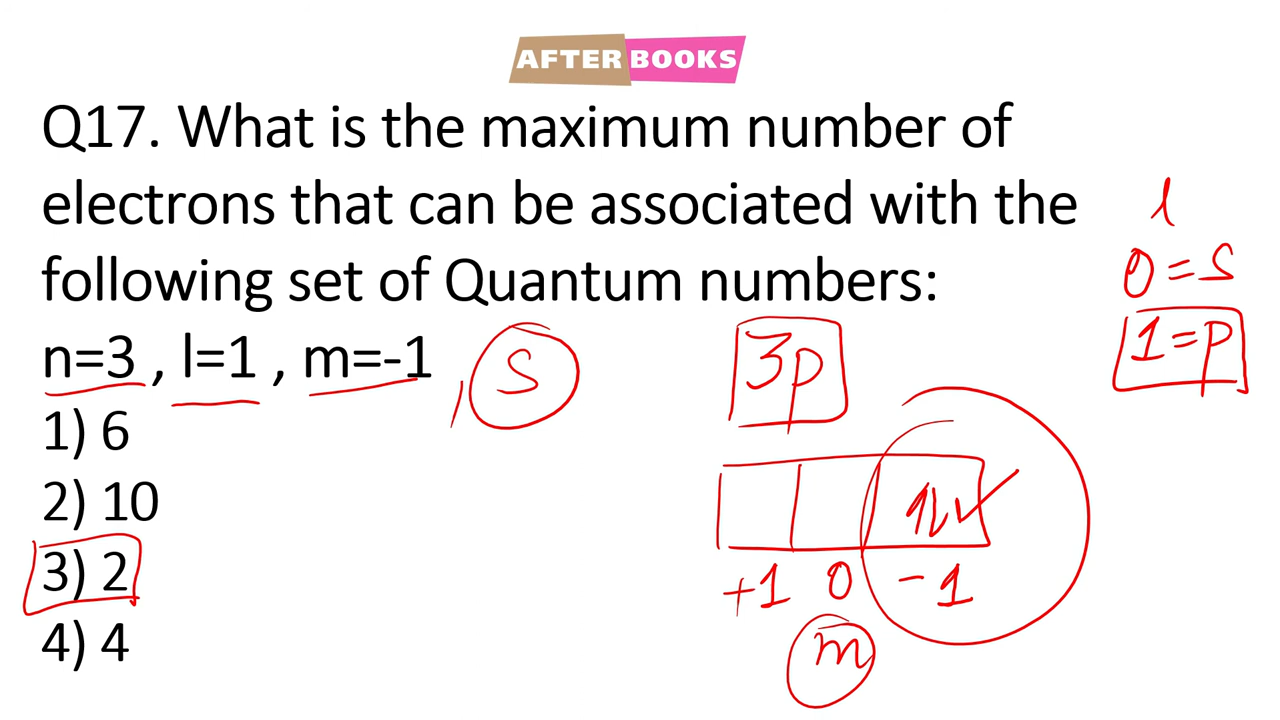 AFTER BOOKS
Q17. What is the maximum number of
electrons that can be associated with the
following set of Quantum numbers:
n=3 , l=1 , m=-1 , s
1) 6
2) 10
3) 2
4) 4
l
0=s
1=p
3p
+1 0 -1
m